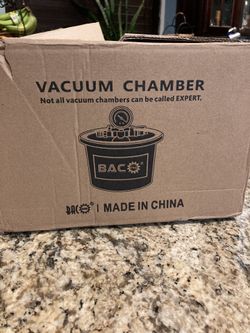 VACUUM CHAMBER
Not all vacuum chambers can be called EXPERT.
BACO
BACO | MADE IN CHINA